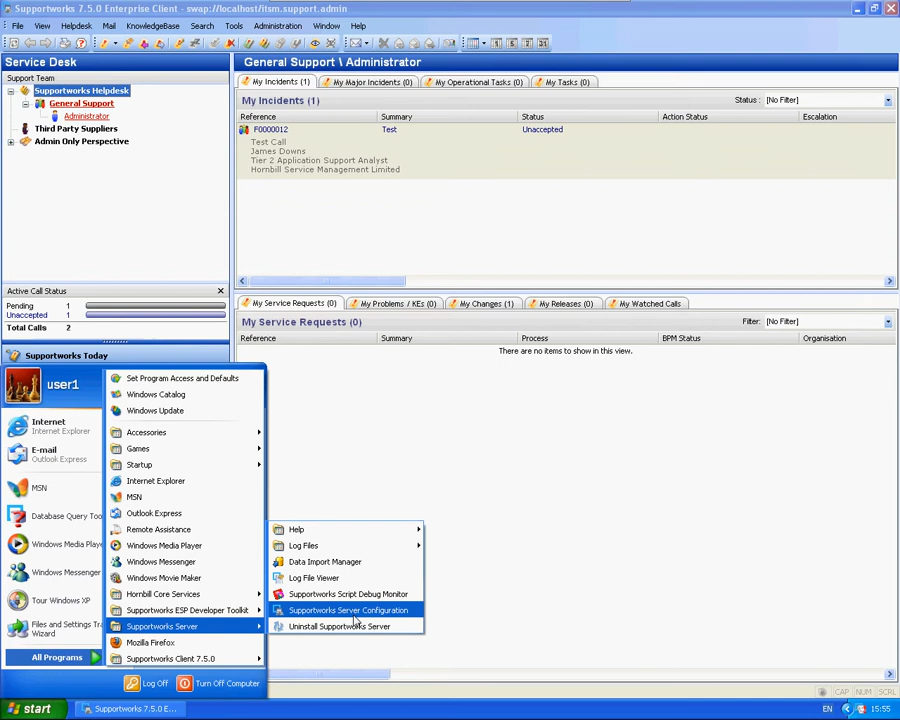 Supportworks 7.5.0 Enterprise Client - swap://localhost/itsm.support.admin
File View Helpdesk Mail KnowledgeBase Search Tools Administration Window Help
31
Service Desk
Support Team
Supportworks Helpdesk
General Support
Administrator
Third Party Suppliers
Admin Only Perspective
Active Call Status
Pending 1
Unaccepted 1
Total Calls 2
Supportworks Today
General Support \ Administrator
My Incidents (1) My Major Incidents (0) My Operational Tasks (0) My Tasks (0)
My Incidents (1) Status : [No Filter]
Reference Summary Status Action Status Escalation
F0000012 Test Unaccepted
Test Call
James Downs
Tier 2 Application Support Analyst
Hornbill Service Management Limited
My Service Requests (0) My Problems / KEs (0) My Changes (1) My Releases (0) My Watched Calls
My Service Requests (0) Filter: [No Filter]
Reference Summary Process BPM Status Organisation
There are no items to show in this view.
user1
Internet
Internet Explorer
E-mail
Outlook Express
MSN
Database Query Too
Windows Media Playe
Windows Messenger
Tour Windows XP
Files and Settings Tra
Wizard
All Programs
Set Program Access and Defaults
Windows Catalog
Windows Update
Accessories
Games
Startup
Internet Explorer
MSN
Outlook Express
Remote Assistance
Windows Media Player
Windows Messenger
Windows Movie Maker
Hornbill Core Services
Supportworks ESP Developer Toolkit
Supportworks Server
Mozilla Firefox
Supportworks Client 7.5.0
Help
Log Files
Data Import Manager
Log File Viewer
Supportworks Script Debug Monitor
Supportworks Server Configuration
Uninstall Supportworks Server
Log Off Turn Off Computer
CAP NUM SCRL
start Supportworks 7.5.0 E... EN 15:55